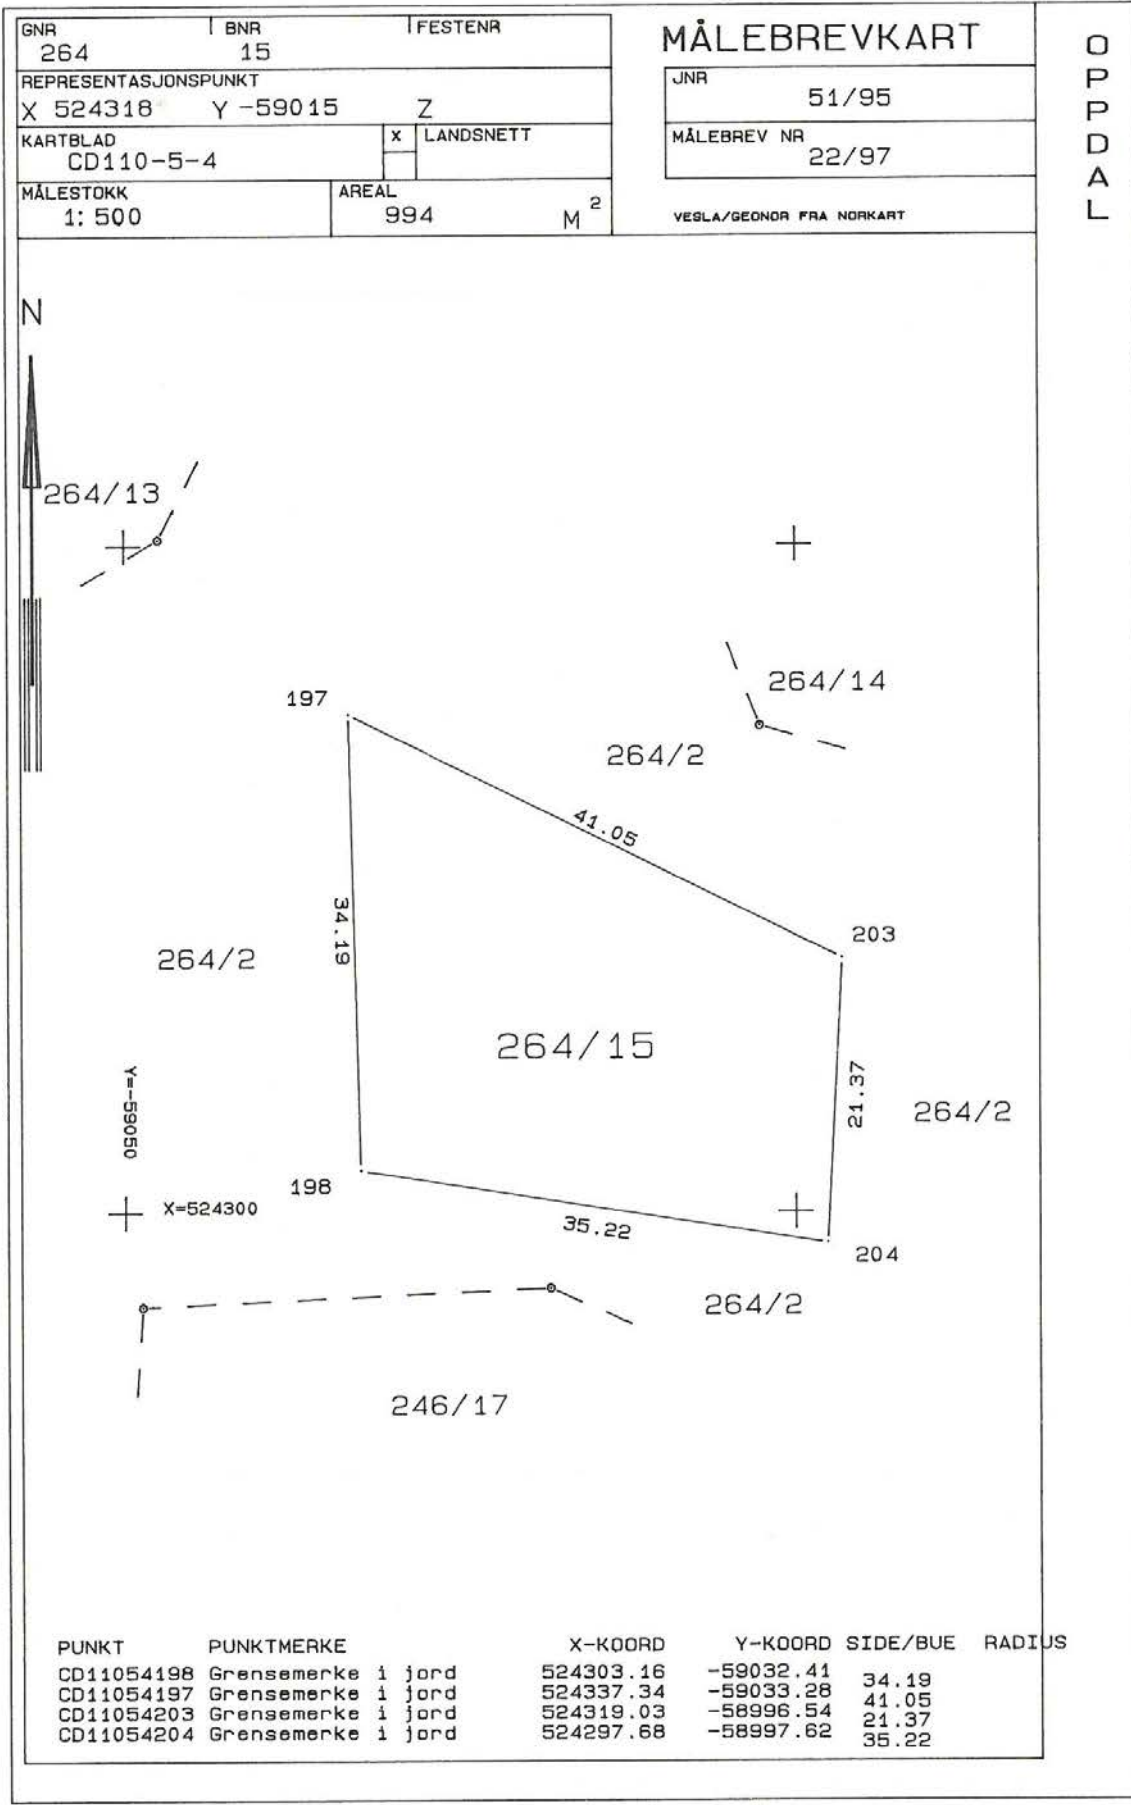 GNR BNR FESTENR
264 15
REPRESENTASJONSPUNKT
X 524318 Y -59015 Z
KARTBLAD X LANDSNETT
CD110-5-4
MÅLESTOKK AREAL
1:500 994 M 2
MÅLEBREVKART
JNR
51/95
MÅLEBREV NR
22/97
VESLA/GEONOR FRA NORKART
OPPDAL
N
264/13
264/14
197
264/2
41.05
203
34.19
264/2
264/15
21.37
264/2
Y=-59050
198
X=524300
35.22
204
264/2
246/17
PUNKT PUNKTMERKE X-KOORD Y-KOORD SIDE/BUE RADIUS
CD11054198 Grensemerke i jord 524303.16 -59032.41
34.19
CD11054197 Grensemerke i jord 524337.34 -59033.28
41.05
CD11054203 Grensemerke i jord 524319.03 -58996.54
21.37
CD11054204 Grensemerke i jord 524297.68 -58997.62
35.22